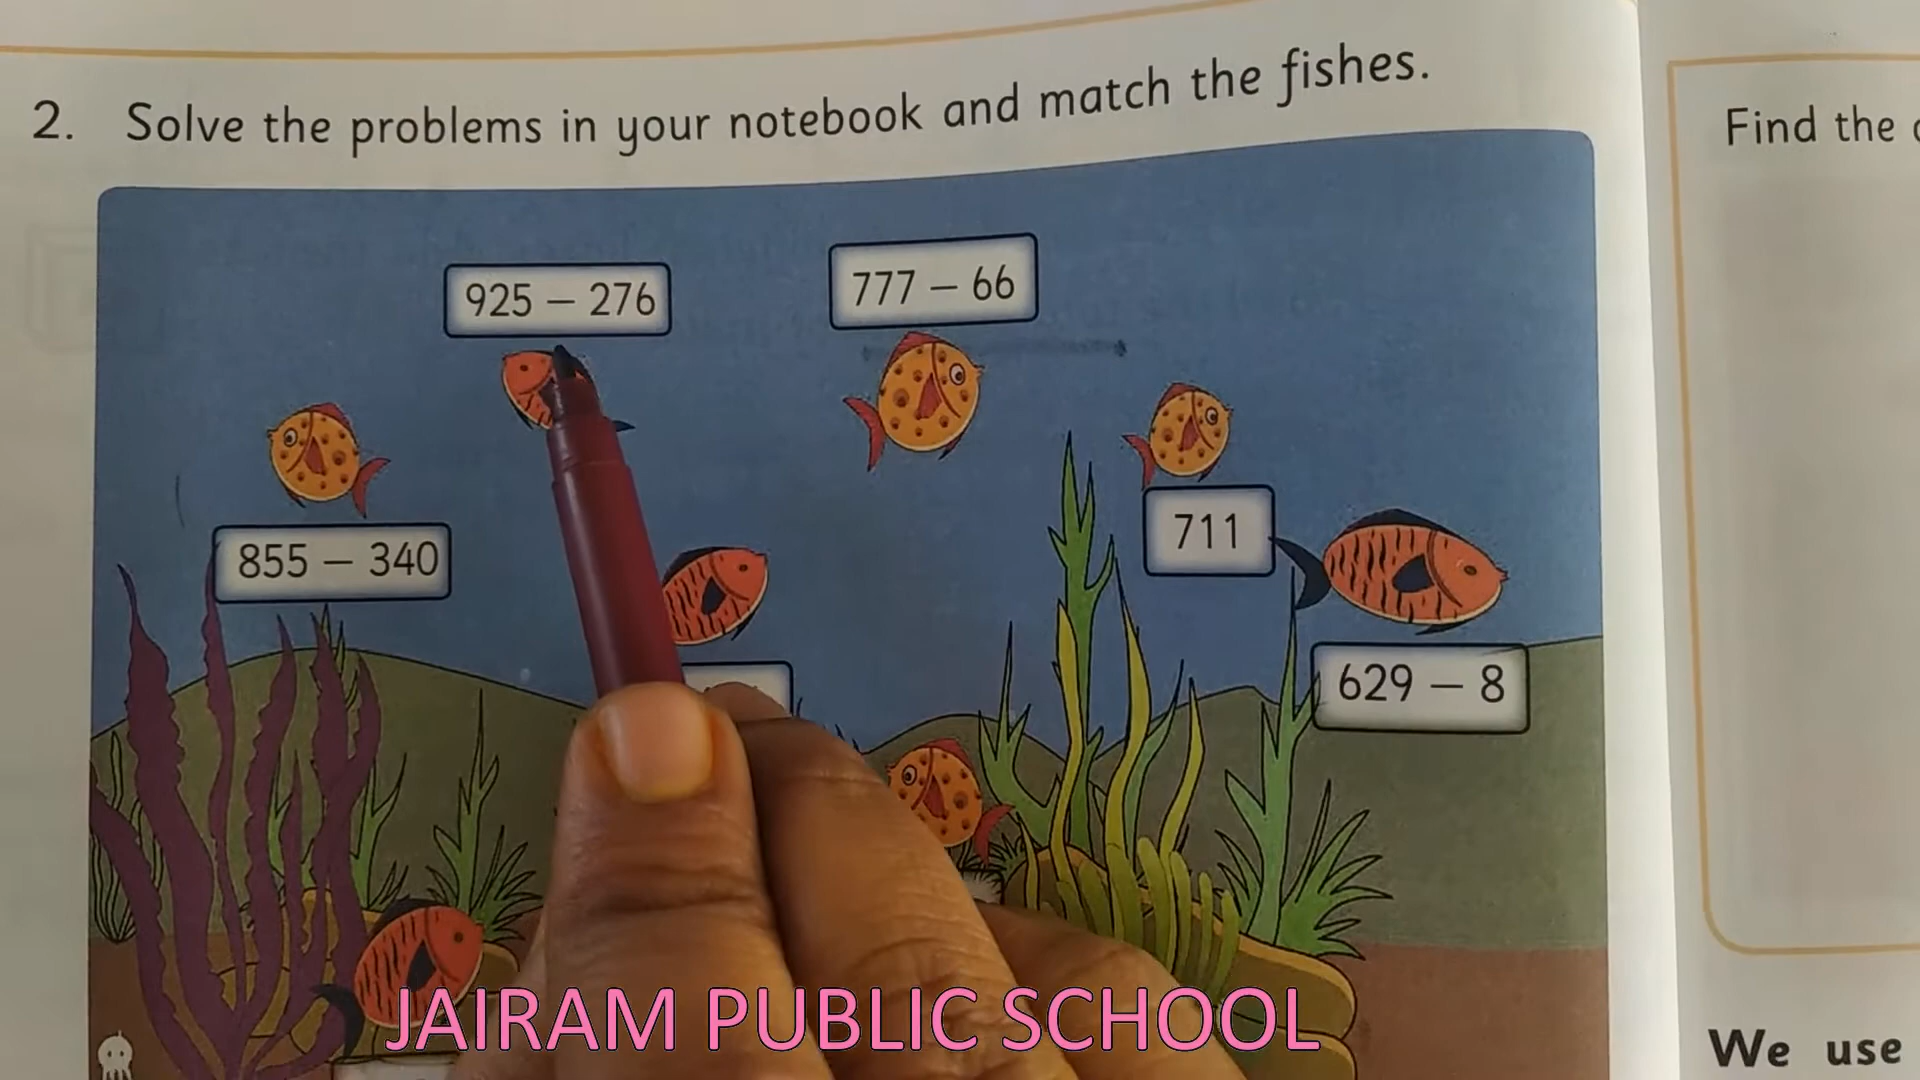 2. Solve the problems in your notebook and match the fishes.
925 – 276
777 – 66
855 – 340
711
629 – 8
Find the
We use
JAIRAM PUBLIC SCHOOL